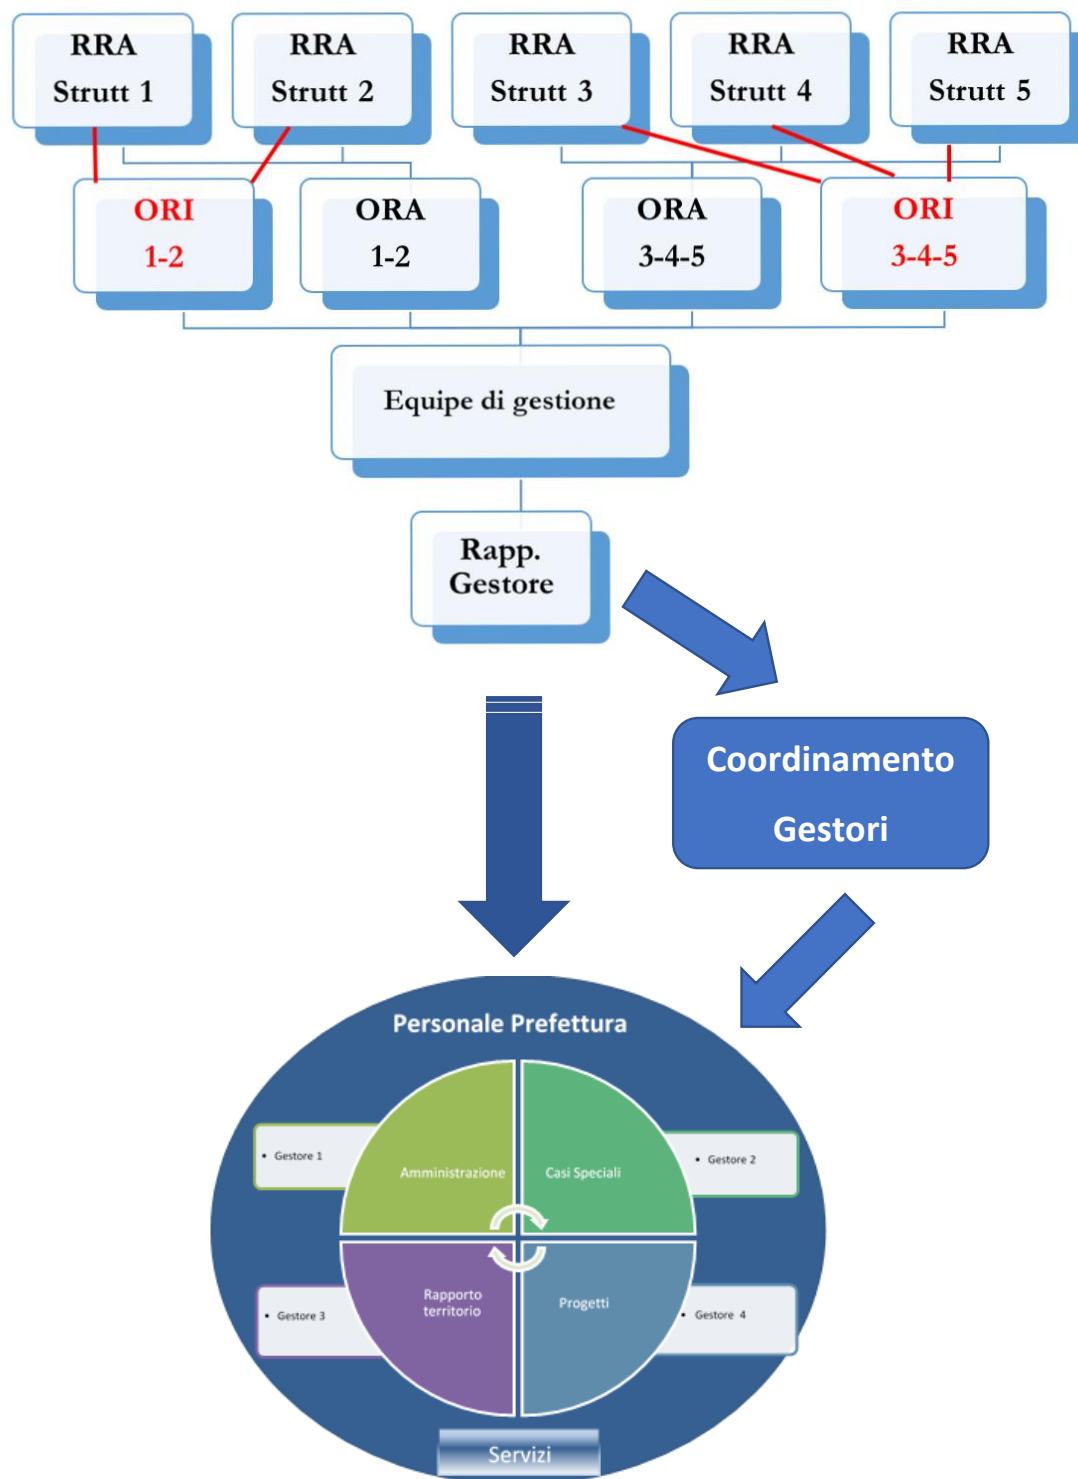 RRA
Strutt 1
RRA
Strutt 2
RRA
Strutt 3
RRA
Strutt 4
RRA
Strutt 5
ORI
1-2
ORA
1-2
ORA
3-4-5
ORI
3-4-5
Equipe di gestione
Rapp.
Gestore
Coordinamento
Gestori
Personale Prefettura
• Gestore 1
Amministrazione
Casi Speciali
• Gestore 2
• Gestore 3
Rapporto
territorio
Progetti
• Gestore 4
Servizi